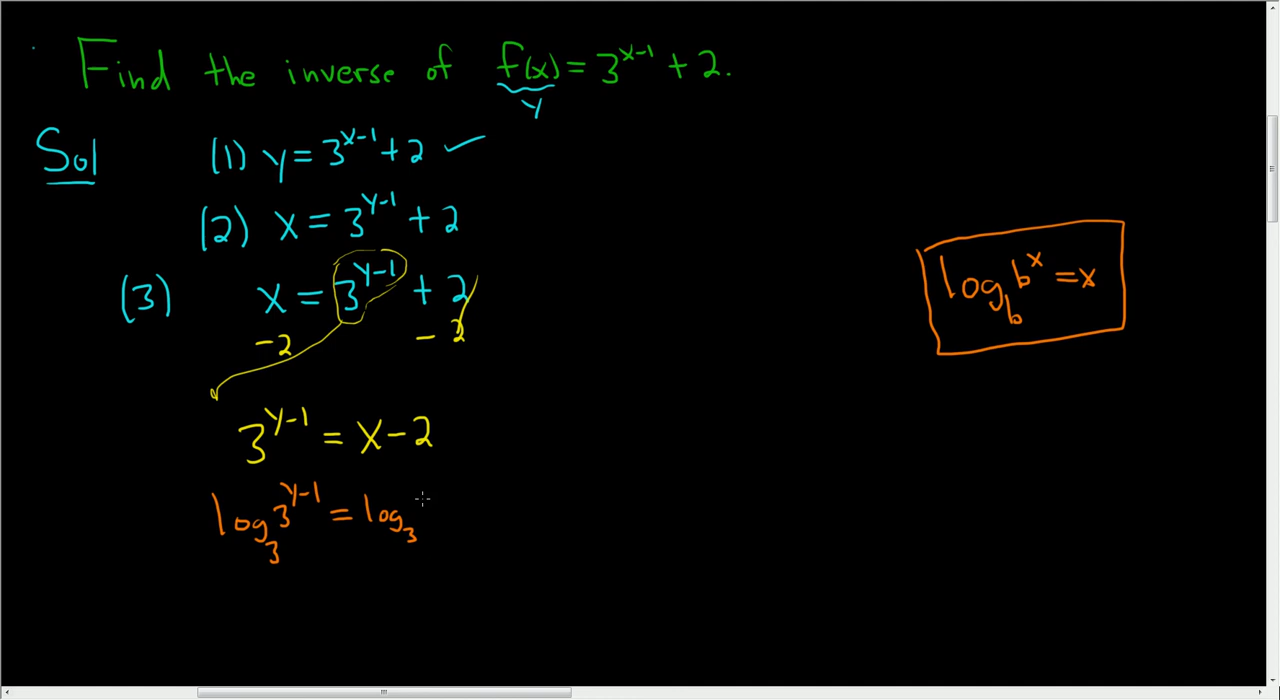 Find the inverse of f(x) = 3^{x-1} + 2.
y
Sol (1) y = 3^{x-1} + 2 ✓
(2) x = 3^{y-1} + 2
(3) x = 3^{y-1} + 2
-2 - 2
3^{y-1} = x - 2
log_3 3^{y-1} = log_3
log_b b^x = x